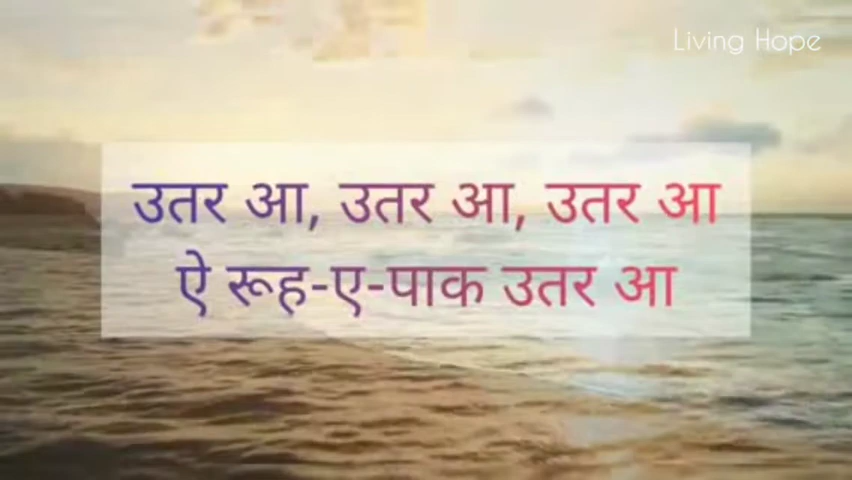 Living Hope
उतर आ, उतर आ, उतर आ
ऐ रूह-ए-पाक उतर आ